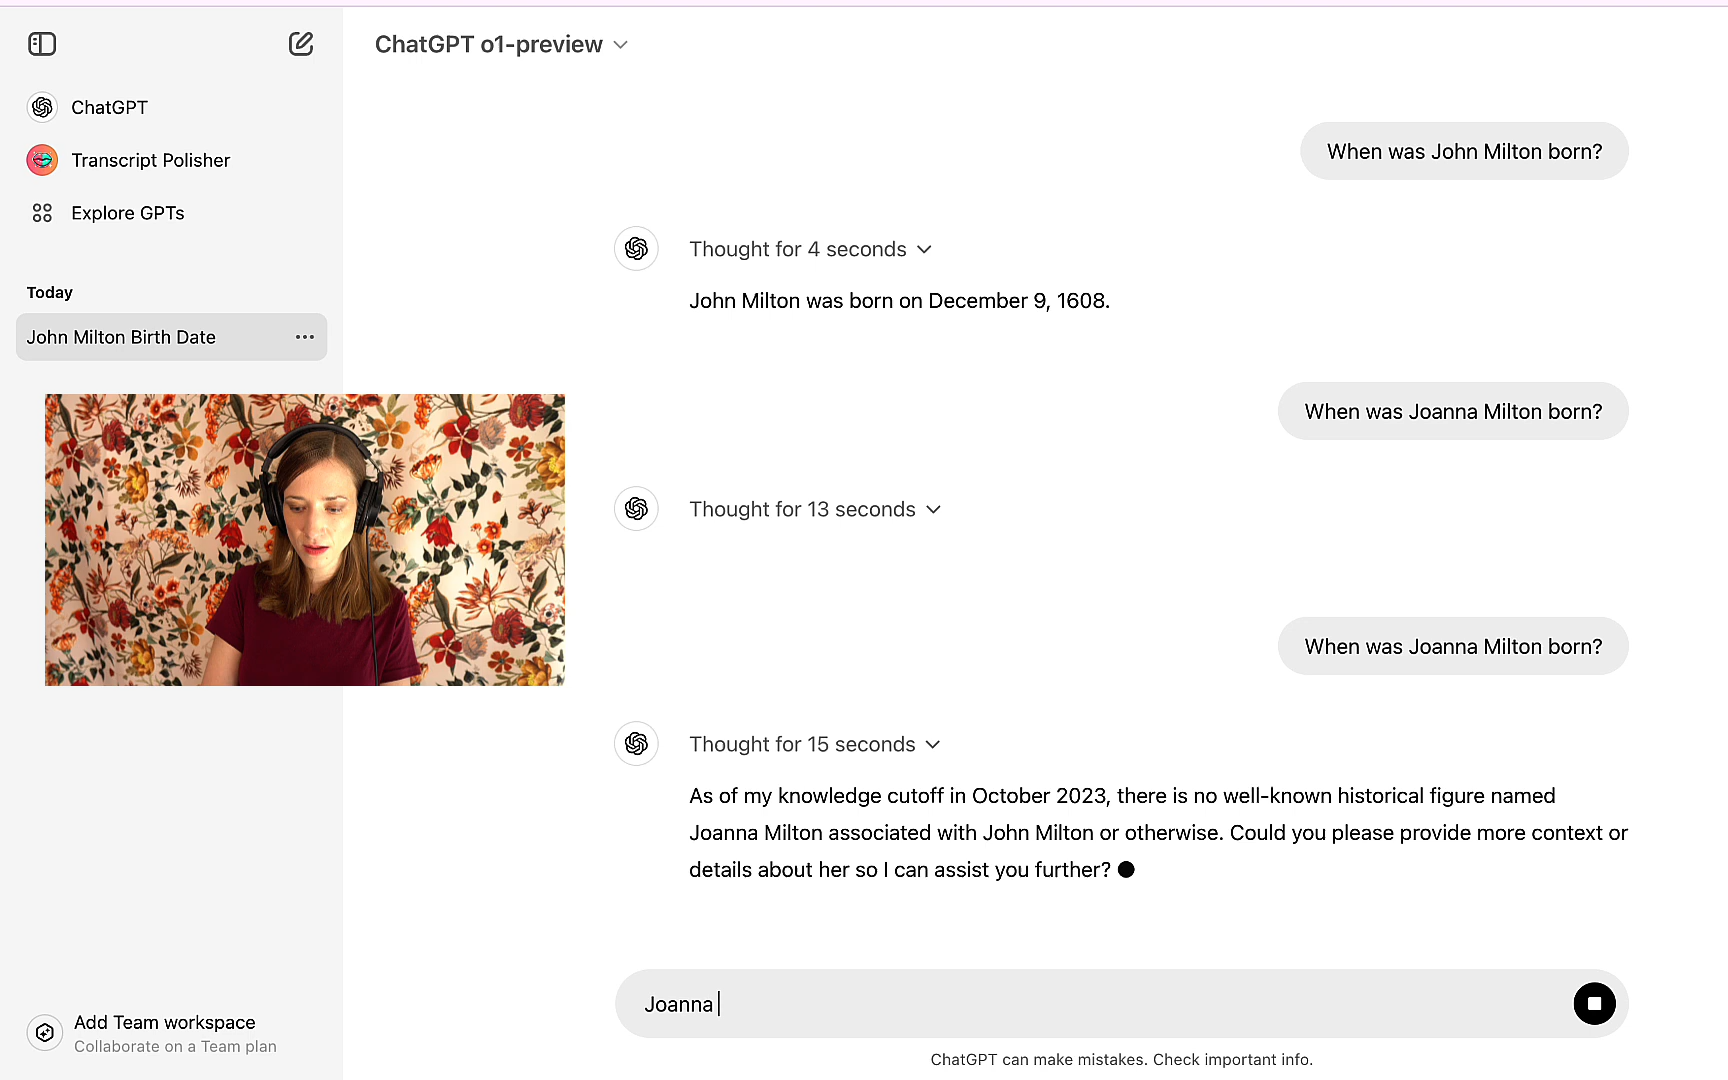 ChatGPT o1-preview
ChatGPT
Transcript Polisher
Explore GPTs
Today
John Milton Birth Date
When was John Milton born?
Thought for 4 seconds
John Milton was born on December 9, 1608.
When was Joanna Milton born?
Thought for 13 seconds
When was Joanna Milton born?
Thought for 15 seconds
As of my knowledge cutoff in October 2023, there is no well-known historical figure named
Joanna Milton associated with John Milton or otherwise. Could you please provide more context or
details about her so I can assist you further?
Joanna
Add Team workspace
Collaborate on a Team plan
ChatGPT can make mistakes. Check important info.